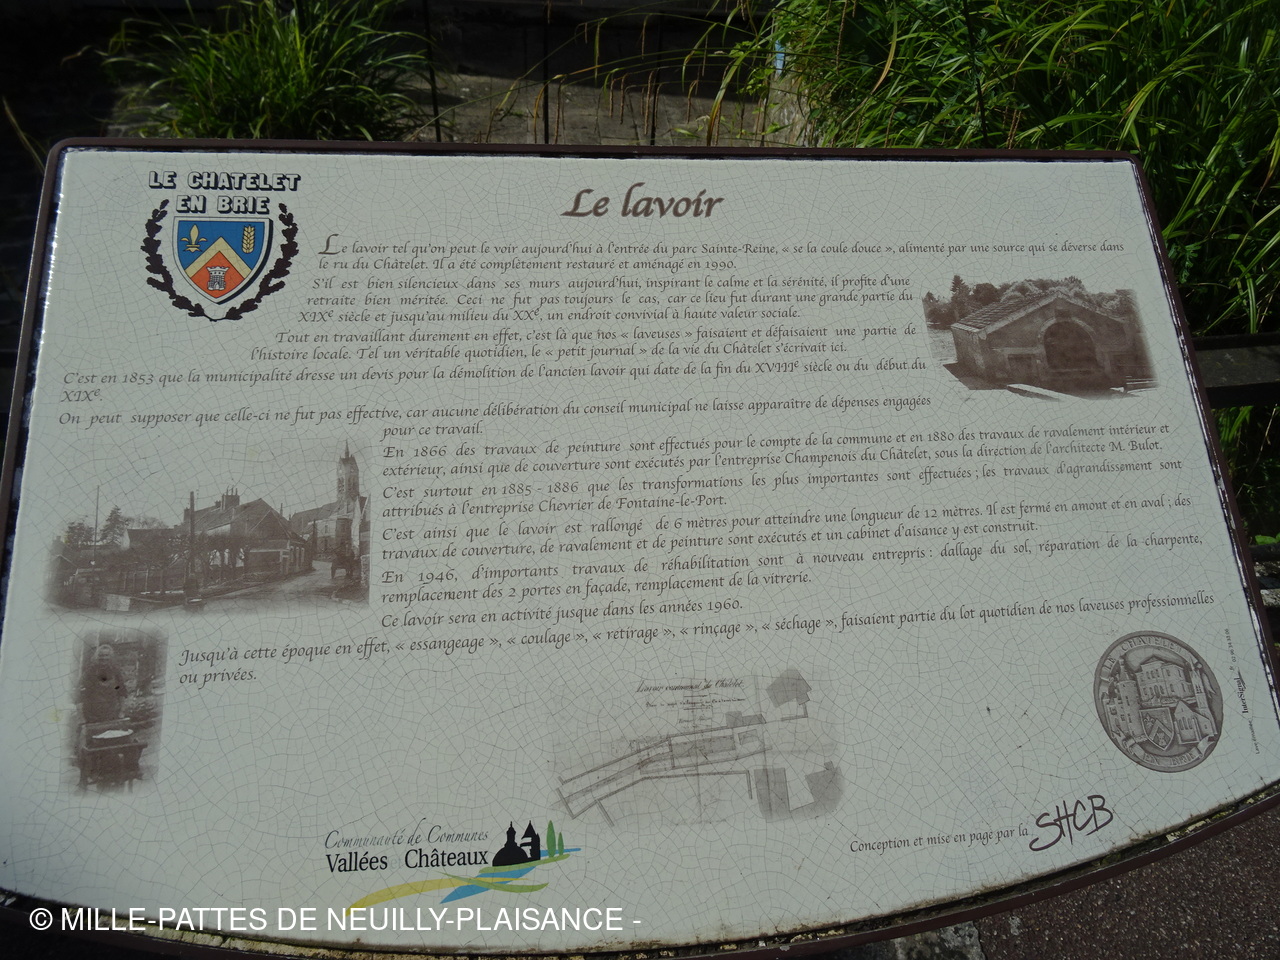 LE CHATELET
EN BRIE
Le lavoir
Le lavoir tel qu'on peut le voir aujourd'hui à l'entrée du parc Sainte-Reine, « se la coule douce », alimenté par une source qui se déverse dans
le ru du Châtelet. Il a été complètement restauré et aménagé en 1990.
S'il est bien silencieux dans ses murs aujourd'hui, inspirant le calme et la sérénité, il profite d'une
retraite bien méritée. Ceci ne fut pas toujours le cas, car ce lieu fut durant une grande partie du
XIXe siècle et jusqu'au milieu du XXe, un endroit convivial à haute valeur sociale.
Tout en travaillant durement en effet, c'est là que nos « laveuses » faisaient et défaisaient une partie de
l'histoire locale. Tel un véritable quotidien, le « petit journal » de la vie du Châtelet s'écrivait ici.
C'est en 1853 que la municipalité dresse un devis pour la démolition de l'ancien lavoir qui date de la fin du XVIIIe siècle ou du début du
XIXe.
On peut supposer que celle-ci ne fut pas effective, car aucune délibération du conseil municipal ne laisse apparaître de dépenses engagées
pour ce travail.
En 1866 des travaux de peinture sont effectués pour le compte de la commune et en 1880 des travaux de ravalement intérieur et
extérieur, ainsi que de couverture sont exécutés par l'entreprise Champenois du Châtelet, sous la direction de l'architecte M. Bulot.
C'est surtout en 1885 - 1886 que les transformations les plus importantes sont effectuées ; les travaux d'agrandissement sont
attribués à l'entreprise Chevrier de Fontaine-le-Port.
C'est ainsi que le lavoir est rallongé de 6 mètres pour atteindre une longueur de 12 mètres. Il est fermé en amont et en aval ; des
travaux de couverture, de ravalement et de peinture sont exécutés et un cabinet d'aisance y est construit.
En 1946, d'importants travaux de réhabilitation sont à nouveau entrepris : dallage du sol, réparation de la charpente,
remplacement des 2 portes en façade, remplacement de la vitrerie.
Ce lavoir sera en activité jusque dans les années 1960.
Jusqu'à cette époque en effet, « essangeage », « coulage », « retirage », « rinçage », « séchage », faisaient partie du lot quotidien de nos laveuses professionnelles
ou privées.
Communauté de Communes
Vallées Châteaux
Conception et mise en page par la SHCB
InterSignal
© MILLE-PATTES DE NEUILLY-PLAISANCE -